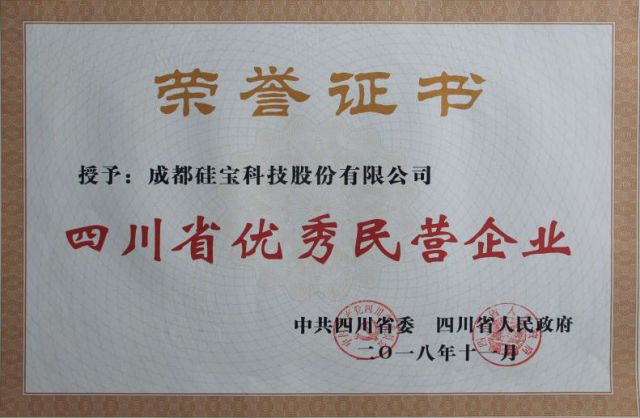 荣誉证书
授予：成都硅宝科技股份有限公司
四川省优秀民营企业
中共四川省委 四川省人民政府
二〇一八年十一月